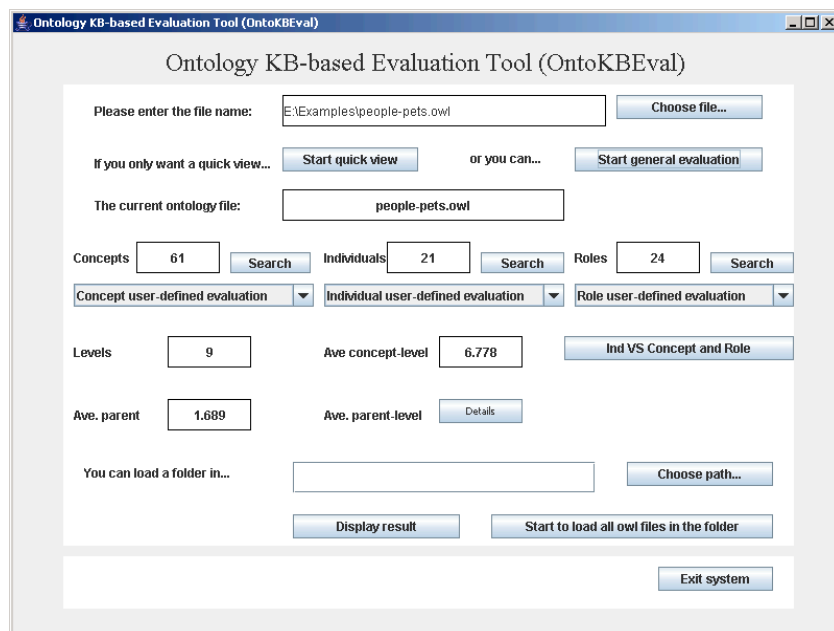 Ontology KB-based Evaluation Tool (OntoKBEval)
Ontology KB-based Evaluation Tool (OntoKBEval)
Please enter the file name: E:\Examples\people-pets.owl Choose file...
If you only want a quick view... Start quick view or you can... Start general evaluation
The current ontology file: people-pets.owl
Concepts 61 Search Individuals 21 Search Roles 24 Search
Concept user-defined evaluation Individual user-defined evaluation Role user-defined evaluation
Levels 9 Ave concept-level 6.778 Ind VS Concept and Role
Ave. parent 1.689 Ave. parent-level Details
You can load a folder in... Choose path...
Display result Start to load all owl files in the folder
Exit system